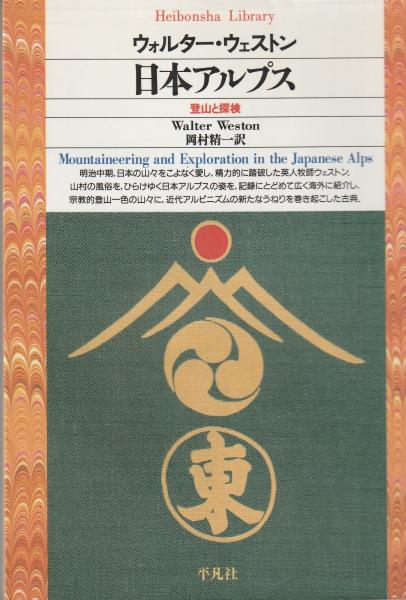 Heibonsha Library
ウォルター・ウェストン
日本アルプス
登山と探検
Walter Weston
岡村精一訳
Mountaineering and Exploration in the Japanese Alps
明治中期、日本の山々をこよなく愛し、精力的に踏破した英人牧師ウェストン。
山村の風俗を、ひらけゆく日本アルプスの姿を、記録にとどめて広く海外に紹介し、
宗教的登山一色の山々に、近代アルピニズムの新たなうねりを巻き起こした古典。
東
平凡社